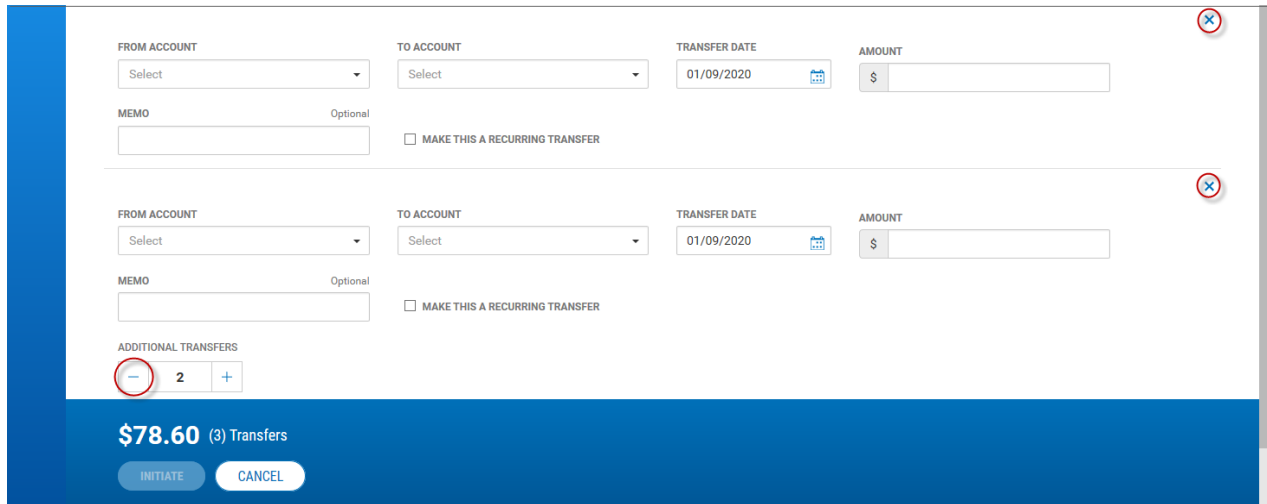 FROM ACCOUNT TO ACCOUNT TRANSFER DATE AMOUNT
Select Select 01/09/2020 $
MEMO Optional
MAKE THIS A RECURRING TRANSFER
FROM ACCOUNT TO ACCOUNT TRANSFER DATE AMOUNT
Select Select 01/09/2020 $
MEMO Optional
MAKE THIS A RECURRING TRANSFER
ADDITIONAL TRANSFERS
− 2 +
$78.60 (3) Transfers
INITIATE CANCEL